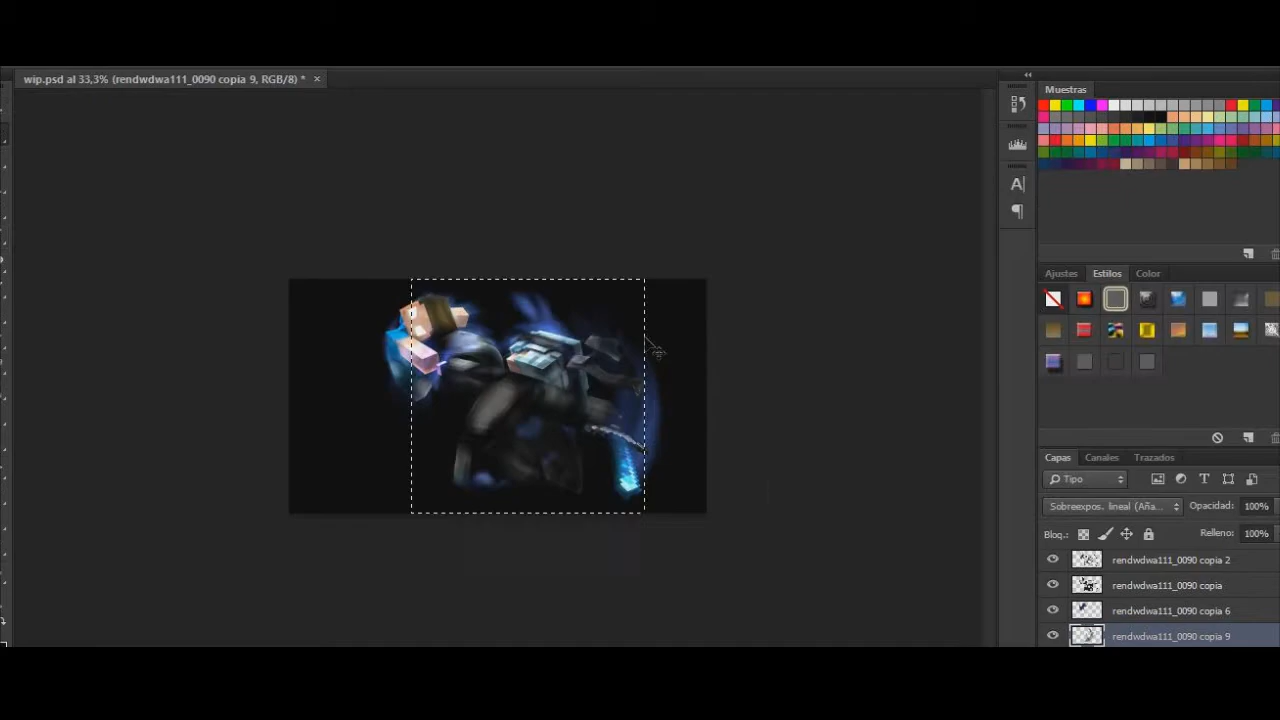 wip.psd al 33,3% (rendwdwa111_0090 copia 9, RGB/8) * ×
Muestras
Ajustes Estilos Color
Capas Canales Trazados
Tipo
Sobreexpos. lineal (Aña... Opacidad: 100%
Bloq.: Relleno: 100%
rendwdwa111_0090 copia 2
rendwdwa111_0090 copia
rendwdwa111_0090 copia 6
rendwdwa111_0090 copia 9